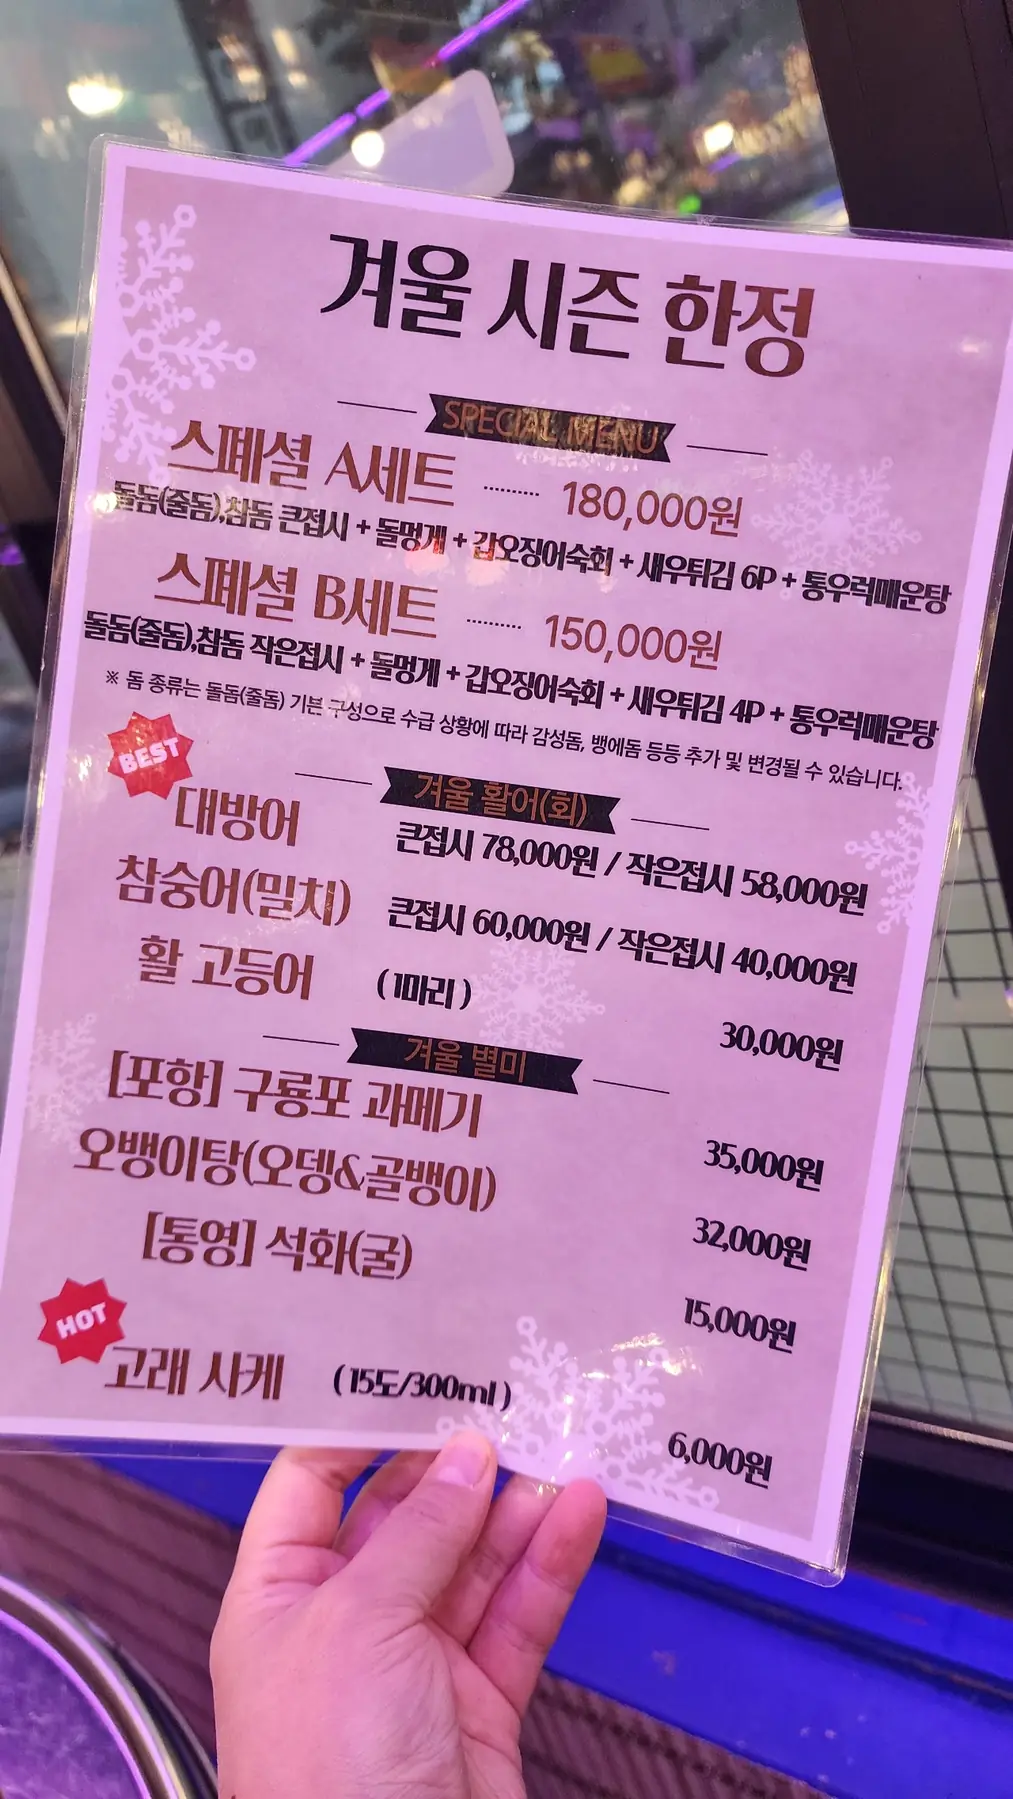 겨울 시즌 한정
SPECIAL MENU
스페셜 A세트 ·········· 180,000원
돌돔(줄돔),참돔 큰접시 + 돌멍게 + 갑오징어숙회 + 새우튀김 6P + 통우럭매운탕
스페셜 B세트 ·········· 150,000원
돌돔(줄돔),참돔 작은접시 + 돌멍게 + 갑오징어숙회 + 새우튀김 4P + 통우럭매운탕
※ 돔 종류는 돌돔(줄돔) 기본 구성으로 수급 상황에 따라 감성돔, 뱅에돔 등등 추가 및 변경될 수 있습니다.
BEST
겨울 활어(회)
대방어 큰접시 78,000원 / 작은접시 58,000원
참숭어(밀치) 큰접시 60,000원 / 작은접시 40,000원
활 고등어 ( 1마리 ) 30,000원
겨울 별미
[포항] 구룡포 과메기 35,000원
오뱅이탕(오뎅&골뱅이) 32,000원
[통영] 석화(굴) 15,000원
HOT
고래 사케 ( 15도/300ml ) 6,000원